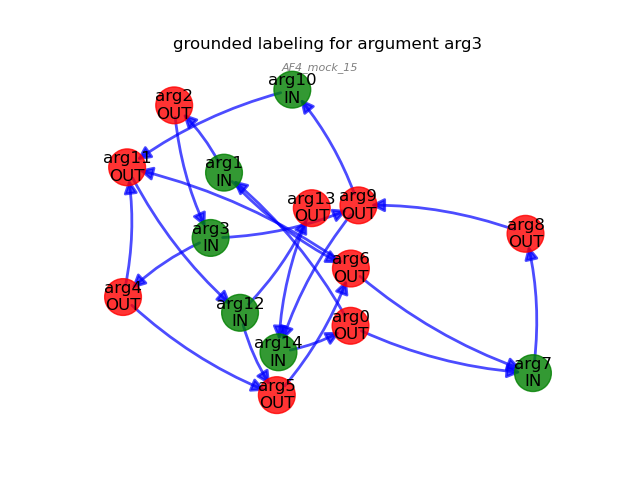 grounded labeling for argument arg3
AF4_mock_15
arg10
IN
arg2
OUT
arg11
OUT
arg1
IN
arg13
OUT
arg9
OUT
arg3
IN
arg8
OUT
arg6
OUT
arg4
OUT
arg12
IN
arg0
OUT
arg14
IN
arg7
IN
arg5
OUT